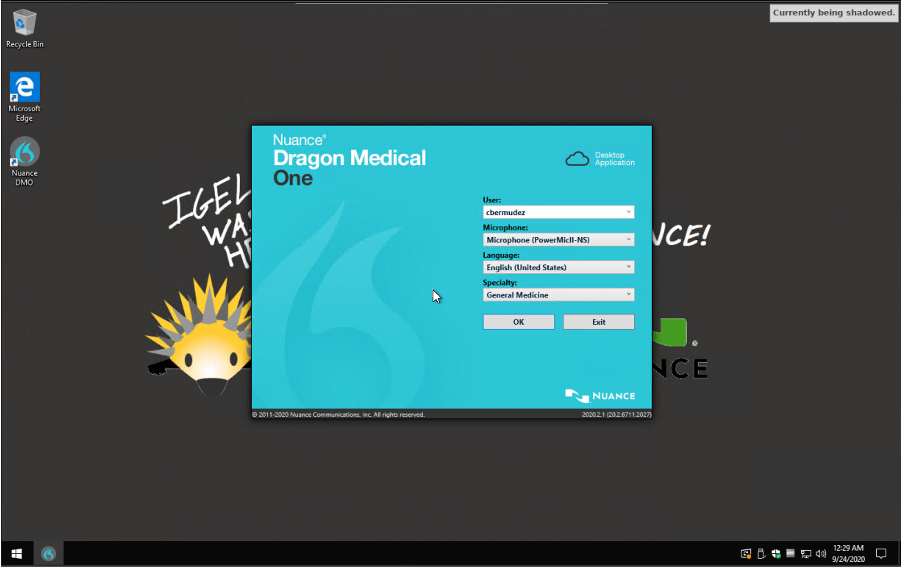 Currently being shadowed.
Recycle Bin
Microsoft
Edge
Nuance
DMO
IGEL
WA
H
NCE!
NCE
Nuance®
Dragon Medical
One
Desktop
Application
User:
cbermudez
Microphone:
Microphone (PowerMicII-NS)
Language:
English (United States)
Specialty:
General Medicine
OK
Exit
NUANCE
© 2011-2020 Nuance Communications, Inc. All rights reserved.
2020.2.1 (20.2.6711.2027)
12:29 AM
9/24/2020